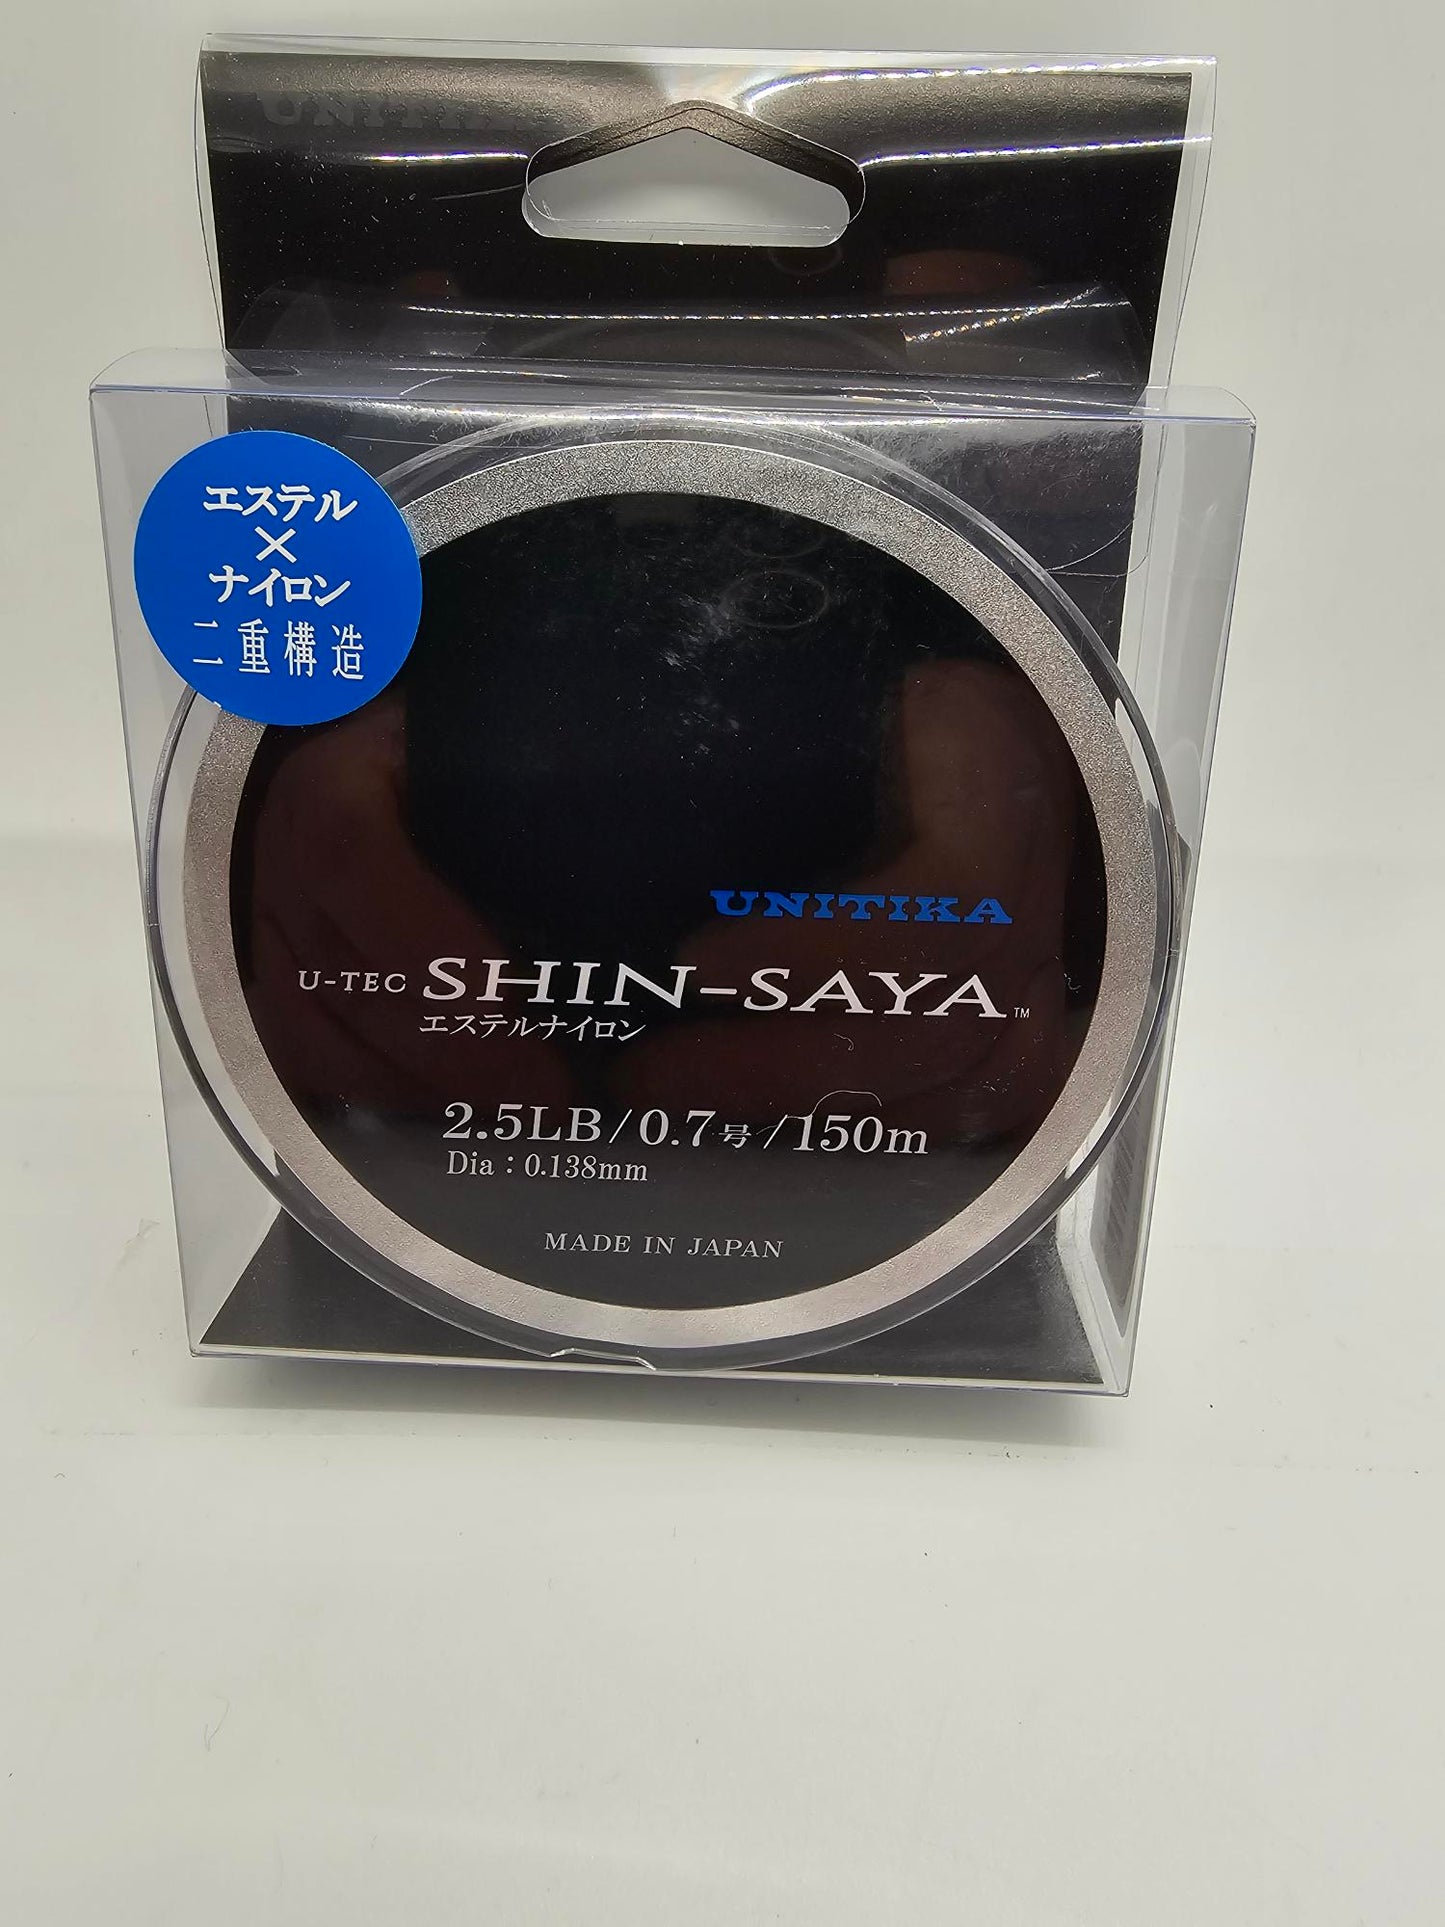 UNITIKA
エステル
×
ナイロン
二重構造
UNITIKA
U-TEC SHIN-SAYA™
エステルナイロン
2.5LB/0.7号/150m
Dia：0.138mm
MADE IN JAPAN